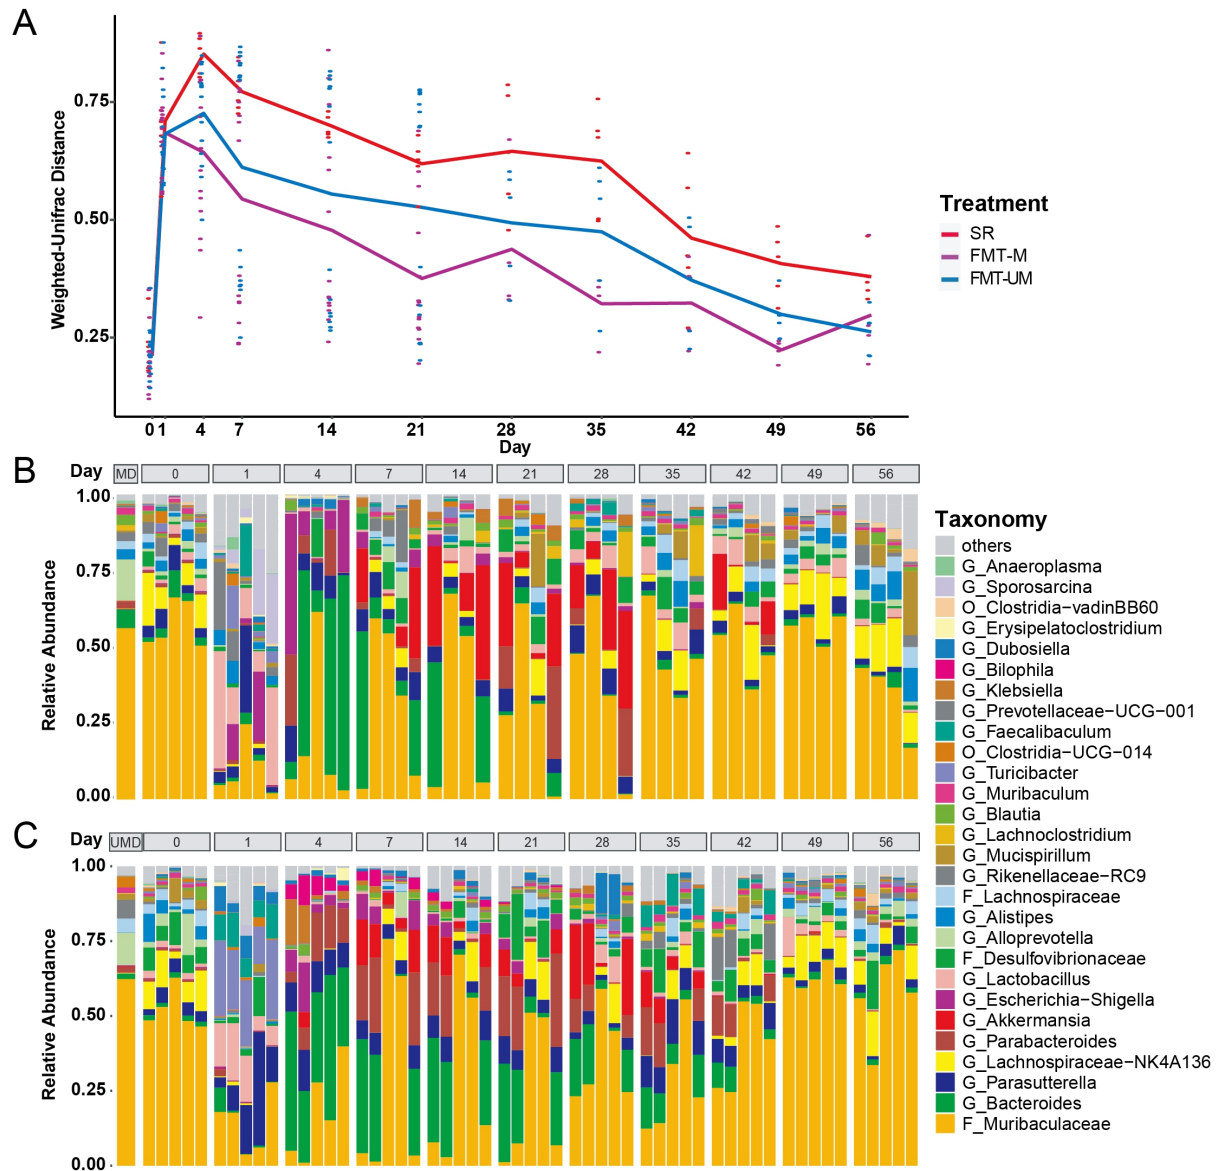 A
Weighted-Unifrac Distance
0.75
0.50
0.25
0 1 4 7 14 21 28 35 42 49 56
Day
Treatment
SR
FMT-M
FMT-UM
B
Day MD 0 1 4 7 14 21 28 35 42 49 56
Relative Abundance
1.00
0.75
0.50
0.25
0.00
C
Day UMD 0 1 4 7 14 21 28 35 42 49 56
Relative Abundance
1.00
0.75
0.50
0.25
0.00
Taxonomy
others
G_Anaeroplasma
G_Sporosarcina
O_Clostridia−vadinBB60
G_Erysipelatoclostridium
G_Dubosiella
G_Bilophila
G_Klebsiella
G_Prevotellaceae−UCG−001
G_Faecalibaculum
O_Clostridia−UCG−014
G_Turicibacter
G_Muribaculum
G_Blautia
G_Lachnoclostridium
G_Mucispirillum
G_Rikenellaceae−RC9
F_Lachnospiraceae
G_Alistipes
G_Alloprevotella
F_Desulfovibrionaceae
G_Lactobacillus
G_Escherichia−Shigella
G_Akkermansia
G_Parabacteroides
G_Lachnospiraceae−NK4A136
G_Parasutterella
G_Bacteroides
F_Muribaculaceae